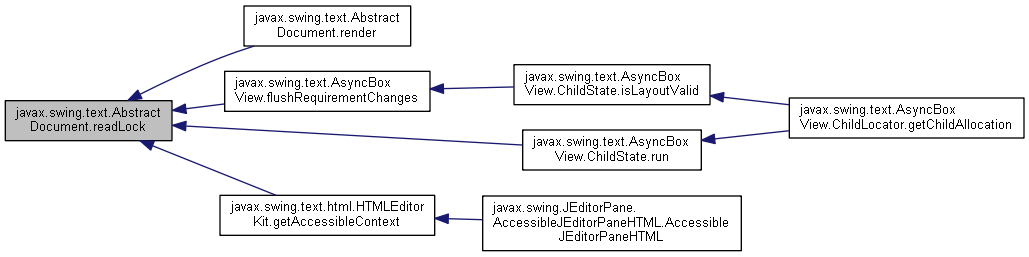 javax.swing.text.Abstract
Document.render
javax.swing.text.AsyncBox
View.flushRequirementChanges
javax.swing.text.AsyncBox
View.ChildState.isLayoutValid
javax.swing.text.AsyncBox
View.ChildLocator.getChildAllocation
javax.swing.text.Abstract
Document.readLock
javax.swing.text.AsyncBox
View.ChildState.run
javax.swing.text.html.HTMLEditor
Kit.getAccessibleContext
javax.swing.JEditorPane.
AccessibleJEditorPaneHTML.Accessible
JEditorPaneHTML